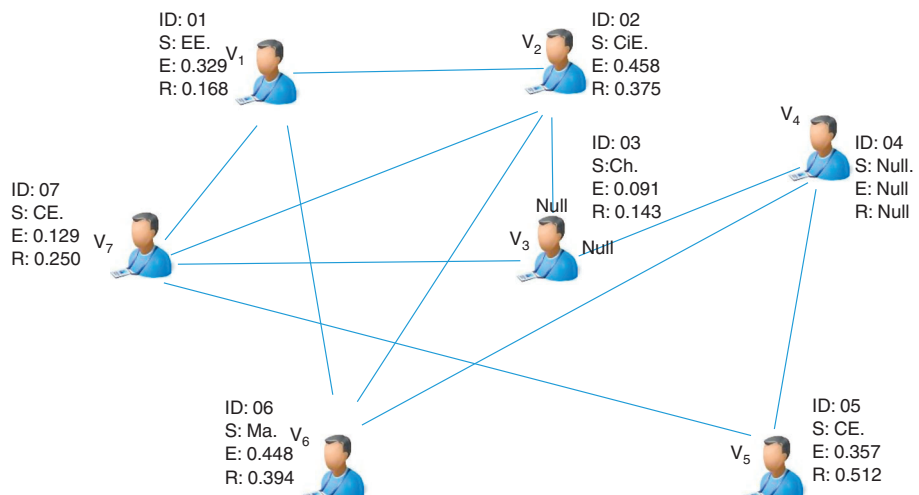 ID: 01
S: EE.
E: 0.329
R: 0.168
V1
ID: 02
S: CiE.
E: 0.458
R: 0.375
V2
ID: 03
S:Ch.
E: 0.091
R: 0.143
Null
V3
Null
V4
ID: 04
S: Null.
E: Null
R: Null
ID: 07
S: CE.
E: 0.129
R: 0.250
V7
ID: 06
S: Ma.
E: 0.448
R: 0.394
V6
ID: 05
S: CE.
E: 0.357
R: 0.512
V5